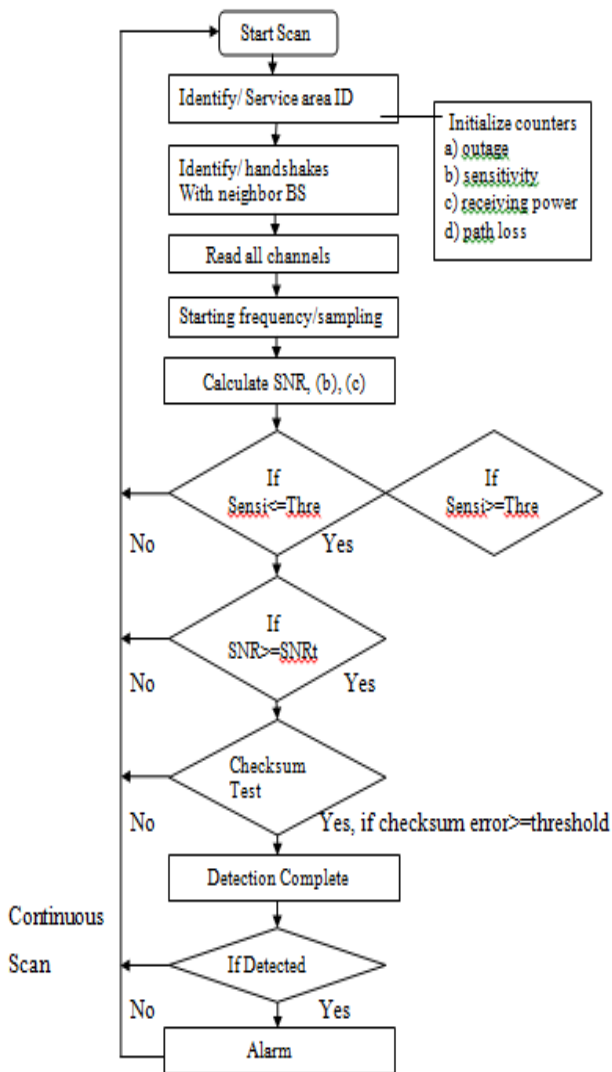 Start Scan
Identify/ Service area ID
Initialize counters
a) outage
b) sensitivity
c) receiving power
d) path loss
Identify/ handshakes
With neighbor BS
Read all channels
Starting frequency/sampling
Calculate SNR, (b), (c)
If
Sensi<=Thre
If
Sensi>=Thre
No
Yes
If
SNR>=SNRt
No
Yes
Checksum
Test
No
Yes, if checksum error>=threshold
Detection Complete
Continuous
Scan
If Detected
No
Yes
Alarm